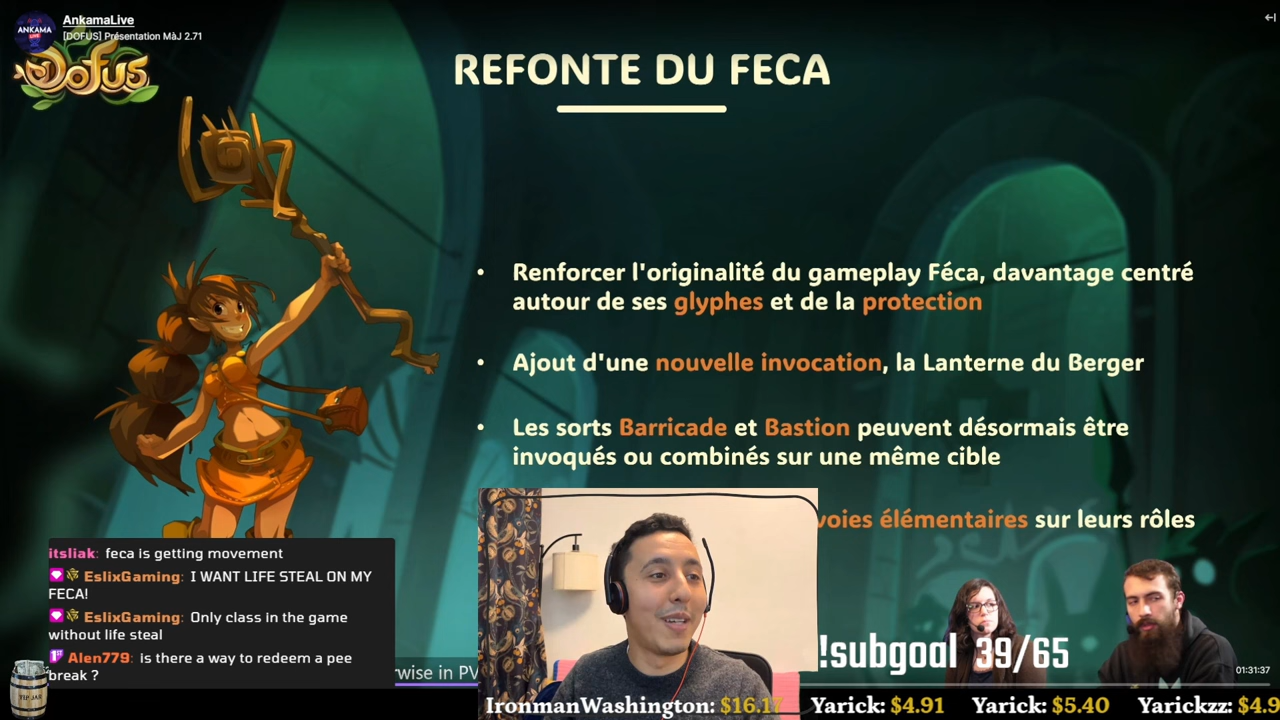 AnkamaLive
[DOFUS] Présentation MàJ 2.71
ANKAMA
LIVE
DOFUS
REFONTE DU FECA
• Renforcer l'originalité du gameplay Féca, davantage centré
autour de ses glyphes et de la protection
• Ajout d'une nouvelle invocation, la Lanterne du Berger
• Les sorts Barricade et Bastion peuvent désormais être
invoqués ou combinés sur une même cible
voies élémentaires sur leurs rôles
itsliak: feca is getting movement
EslixGaming: I WANT LIFE STEAL ON MY
FECA!
EslixGaming: Only class in the game
without life steal
1st Alen779: is there a way to redeem a pee
break ?
rwise in PV
TIP JAR
!subgoal 39/65
01:31:37
IronmanWashington: $16.17 Yarick: $4.91 Yarick: $5.40 Yarickzz: $4.9